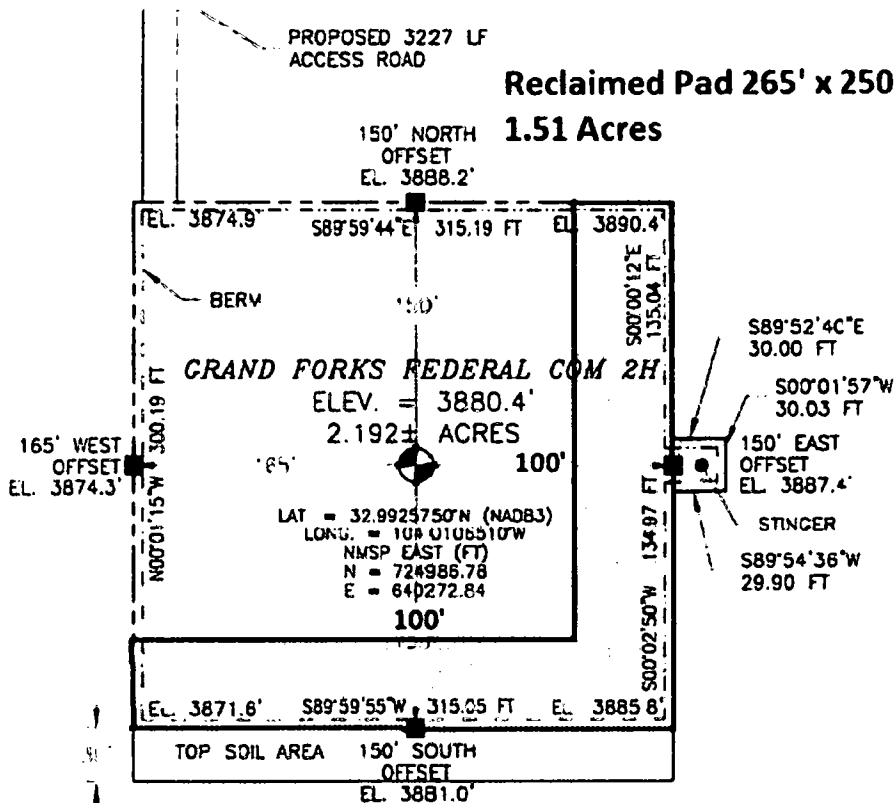 PROPOSED 3227 LF
ACCESS ROAD
Reclaimed Pad 265' x 250
1.51 Acres
150' NORTH
OFFSET
EL. 3888.2'
EL. 3874.9'
S89°59'44"E 315.19 FT
EL. 3890.4'
BERM
150'
S00°00'12"E
135.04 FT
S89°52'40"E
30.00 FT
GRAND FORKS FEDERAL COM 2H
S00°01'57"W
30.03 FT
ELEV. = 3880.4'
2.192± ACRES
N00°01'15"W 300.19 FT
165' WEST
OFFSET
EL. 3874.3'
165'
100'
150' EAST
OFFSET
EL. 3887.4'
STINGER
LAT = 32.9925750°N (NAD83)
LONG. = 104.0106510°W
NMSP EAST (FT)
N = 724986.78
E = 640272.84
S89°54'36"W
29.90 FT
100'
S00°02'50"W 134.97 FT
EL. 3871.6'
S89°59'55"W 315.05 FT
EL. 3885.8'
TOP SOIL AREA
150' SOUTH
OFFSET
EL. 3881.0'